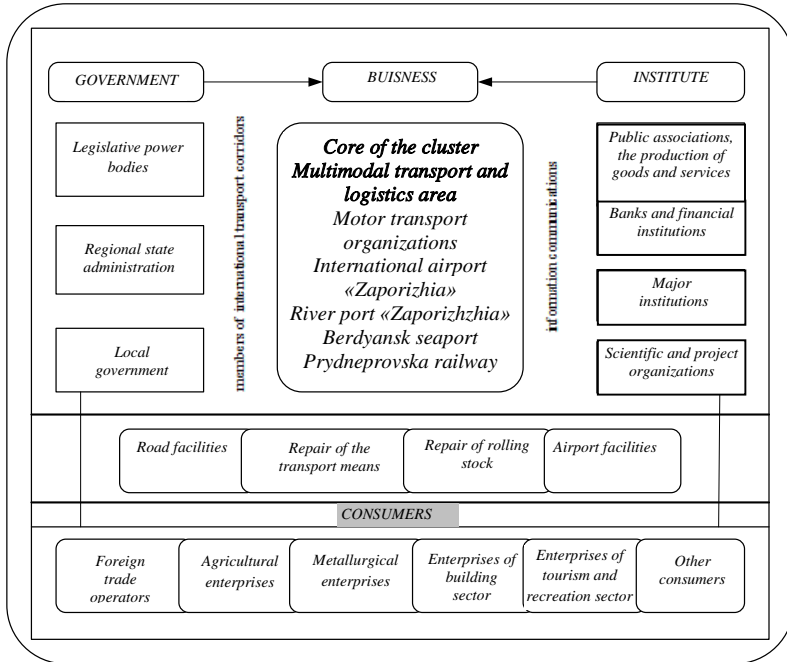 GOVERNMENT
BUISNESS
INSTITUTE
Legislative power
bodies
Regional state
administration
Local
government
members of international transport corridors
Core of the cluster
Multimodal transport and
logistics area
Motor transport
organizations
International airport
«Zaporizhia»
River port «Zaporizhzhia»
Berdyansk seaport
Prydneprovska railway
information communications
Public associations,
the production of
goods and services
Banks and financial
institutions
Major
institutions
Scientific and project
organizations
Road facilities
Repair of the
transport means
Repair of rolling
stock
Airport facilities
CONSUMERS
Foreign
trade
operators
Agricultural
enterprises
Metallurgical
enterprises
Enterprises of
building
sector
Enterprises of
tourism and
recreation sector
Other
consumers